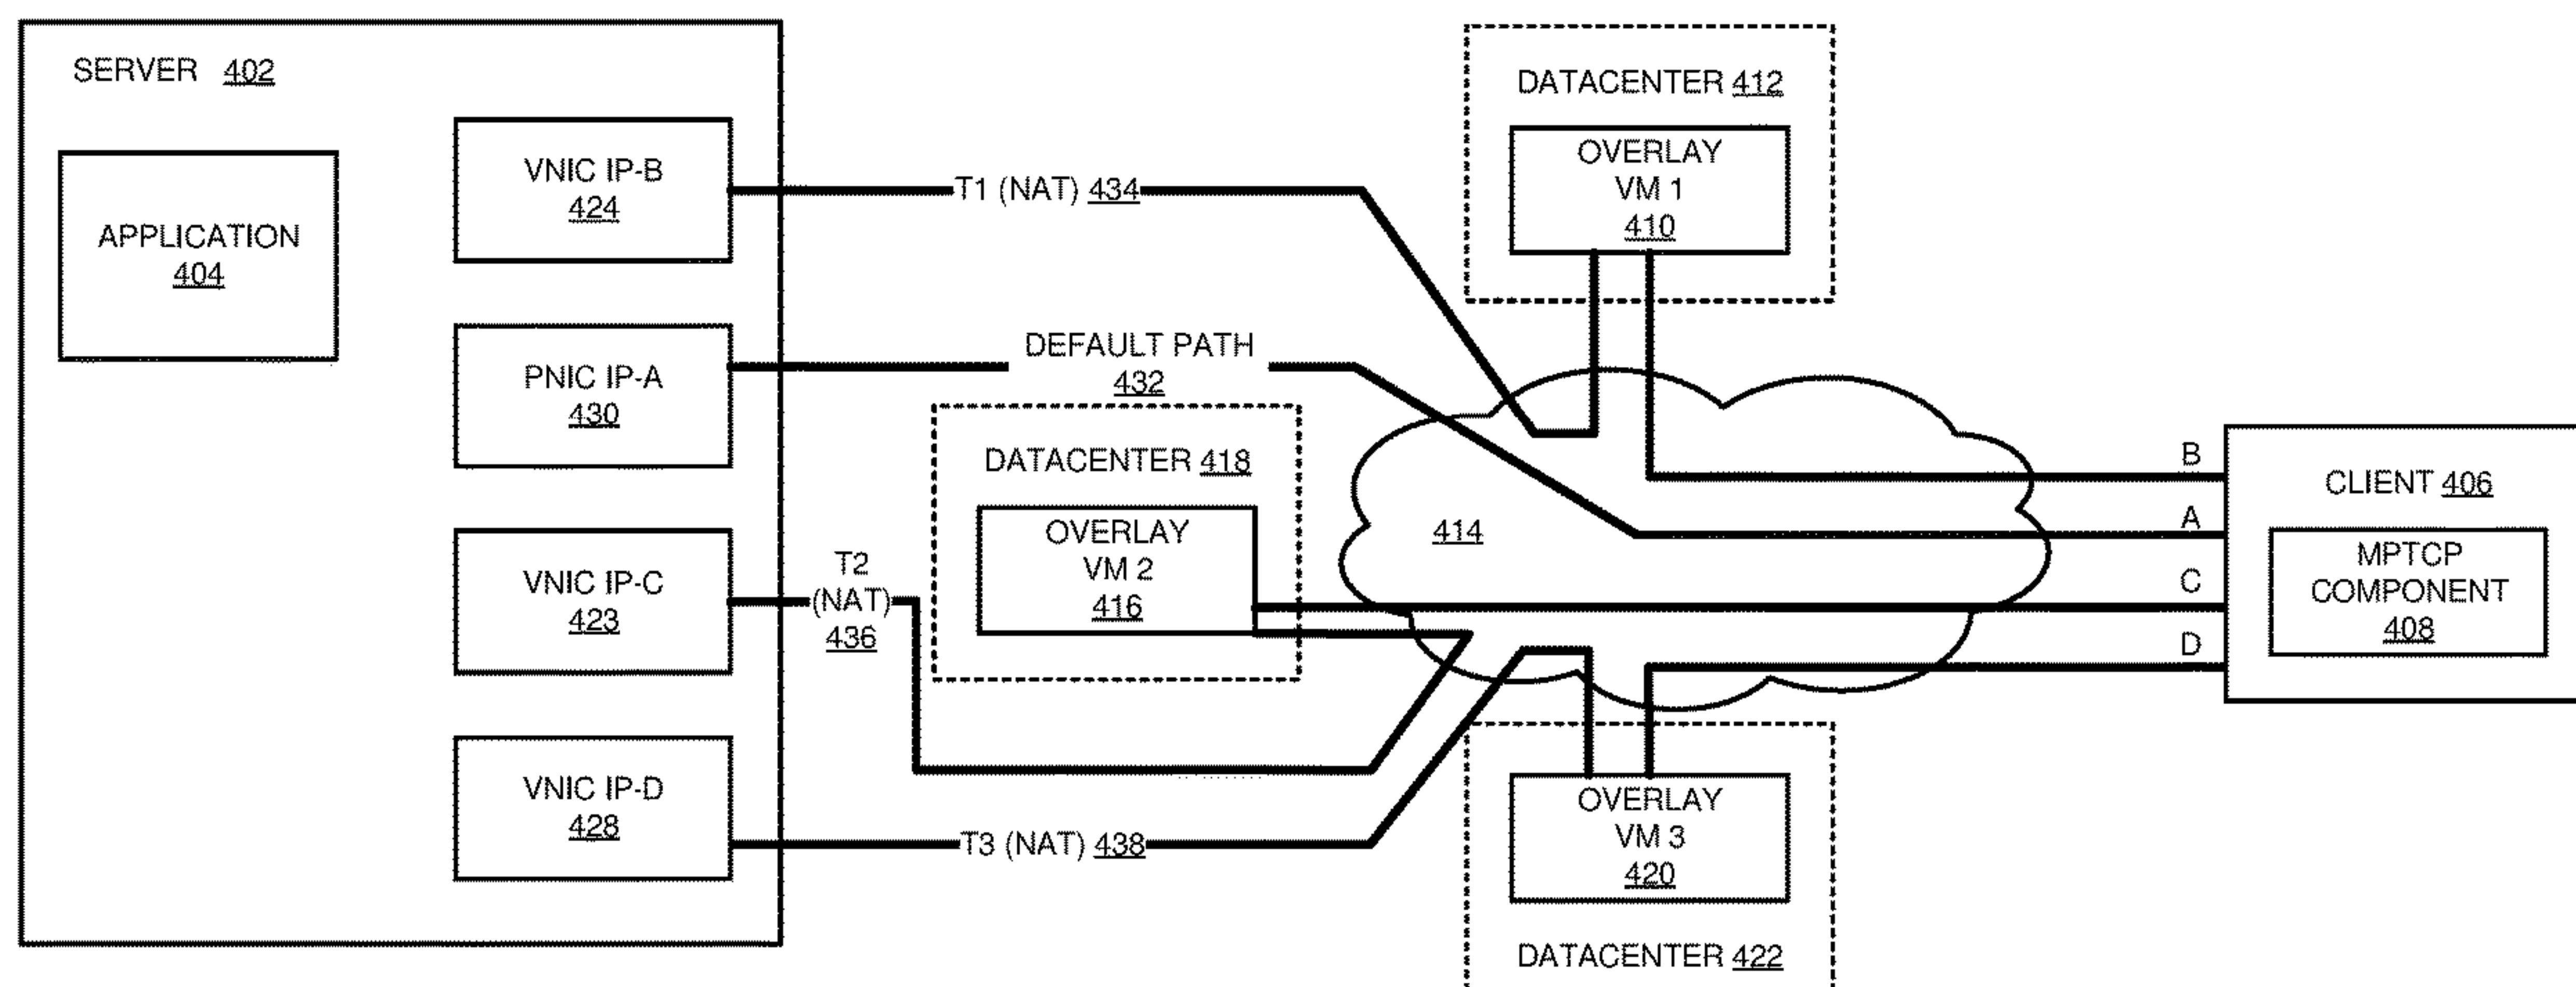 SERVER 402
APPLICATION
404
VNIC IP-B
424
PNIC IP-A
430
VNIC IP-C
423
VNIC IP-D
428
T1 (NAT) 434
DEFAULT PATH
432
T2
(NAT)
436
T3 (NAT) 438
DATACENTER 412
OVERLAY
VM 1
410
DATACENTER 418
OVERLAY
VM 2
416
414
OVERLAY
VM 3
420
DATACENTER 422
B
A
C
D
CLIENT 406
MPTCP
COMPONENT
408